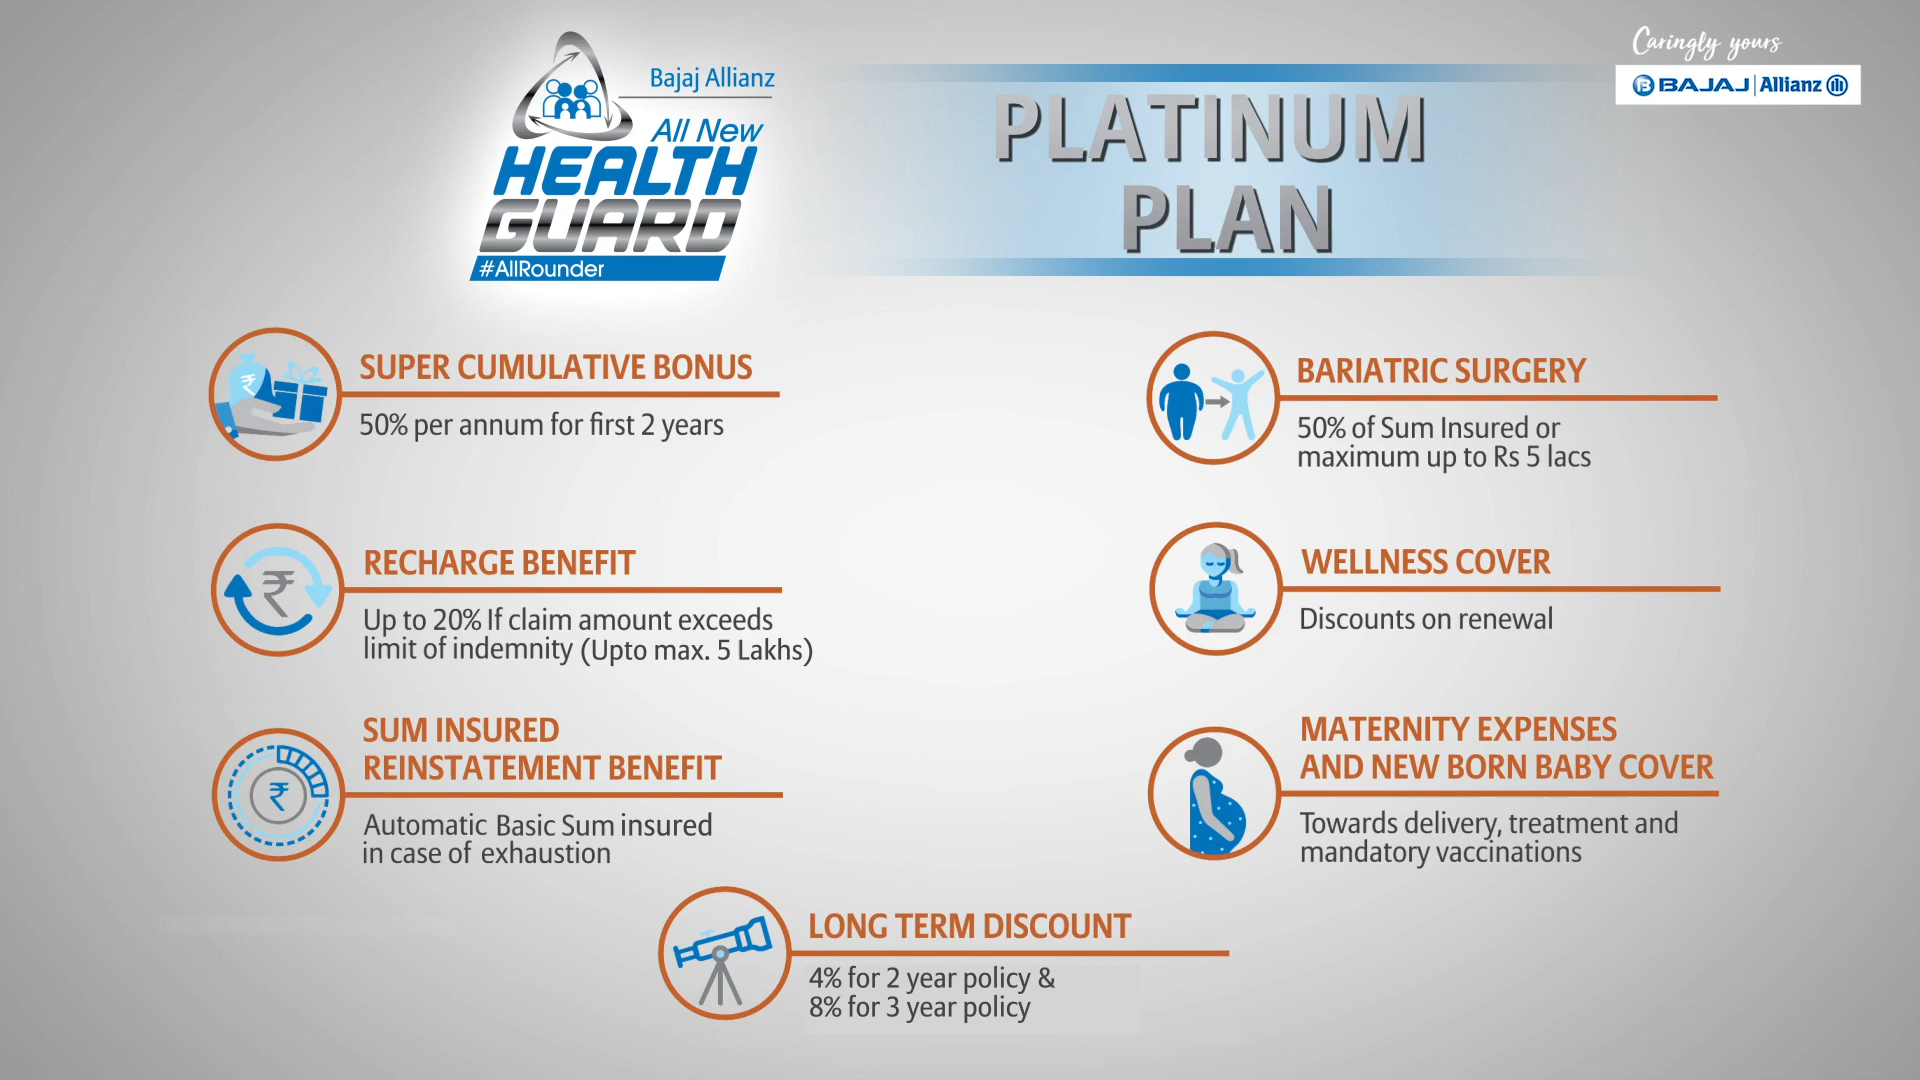 Bajaj Allianz
All New
HEALTH
GUARD
#AllRounder
PLATINUM
PLAN
Caringly yours
BAJAJ | Allianz
SUPER CUMULATIVE BONUS
50% per annum for first 2 years
RECHARGE BENEFIT
Up to 20% If claim amount exceeds
limit of indemnity (Upto max. 5 Lakhs)
SUM INSURED
REINSTATEMENT BENEFIT
Automatic Basic Sum insured
in case of exhaustion
BARIATRIC SURGERY
50% of Sum Insured or
maximum up to Rs 5 lacs
WELLNESS COVER
Discounts on renewal
MATERNITY EXPENSES
AND NEW BORN BABY COVER
Towards delivery, treatment and
mandatory vaccinations
LONG TERM DISCOUNT
4% for 2 year policy &
8% for 3 year policy